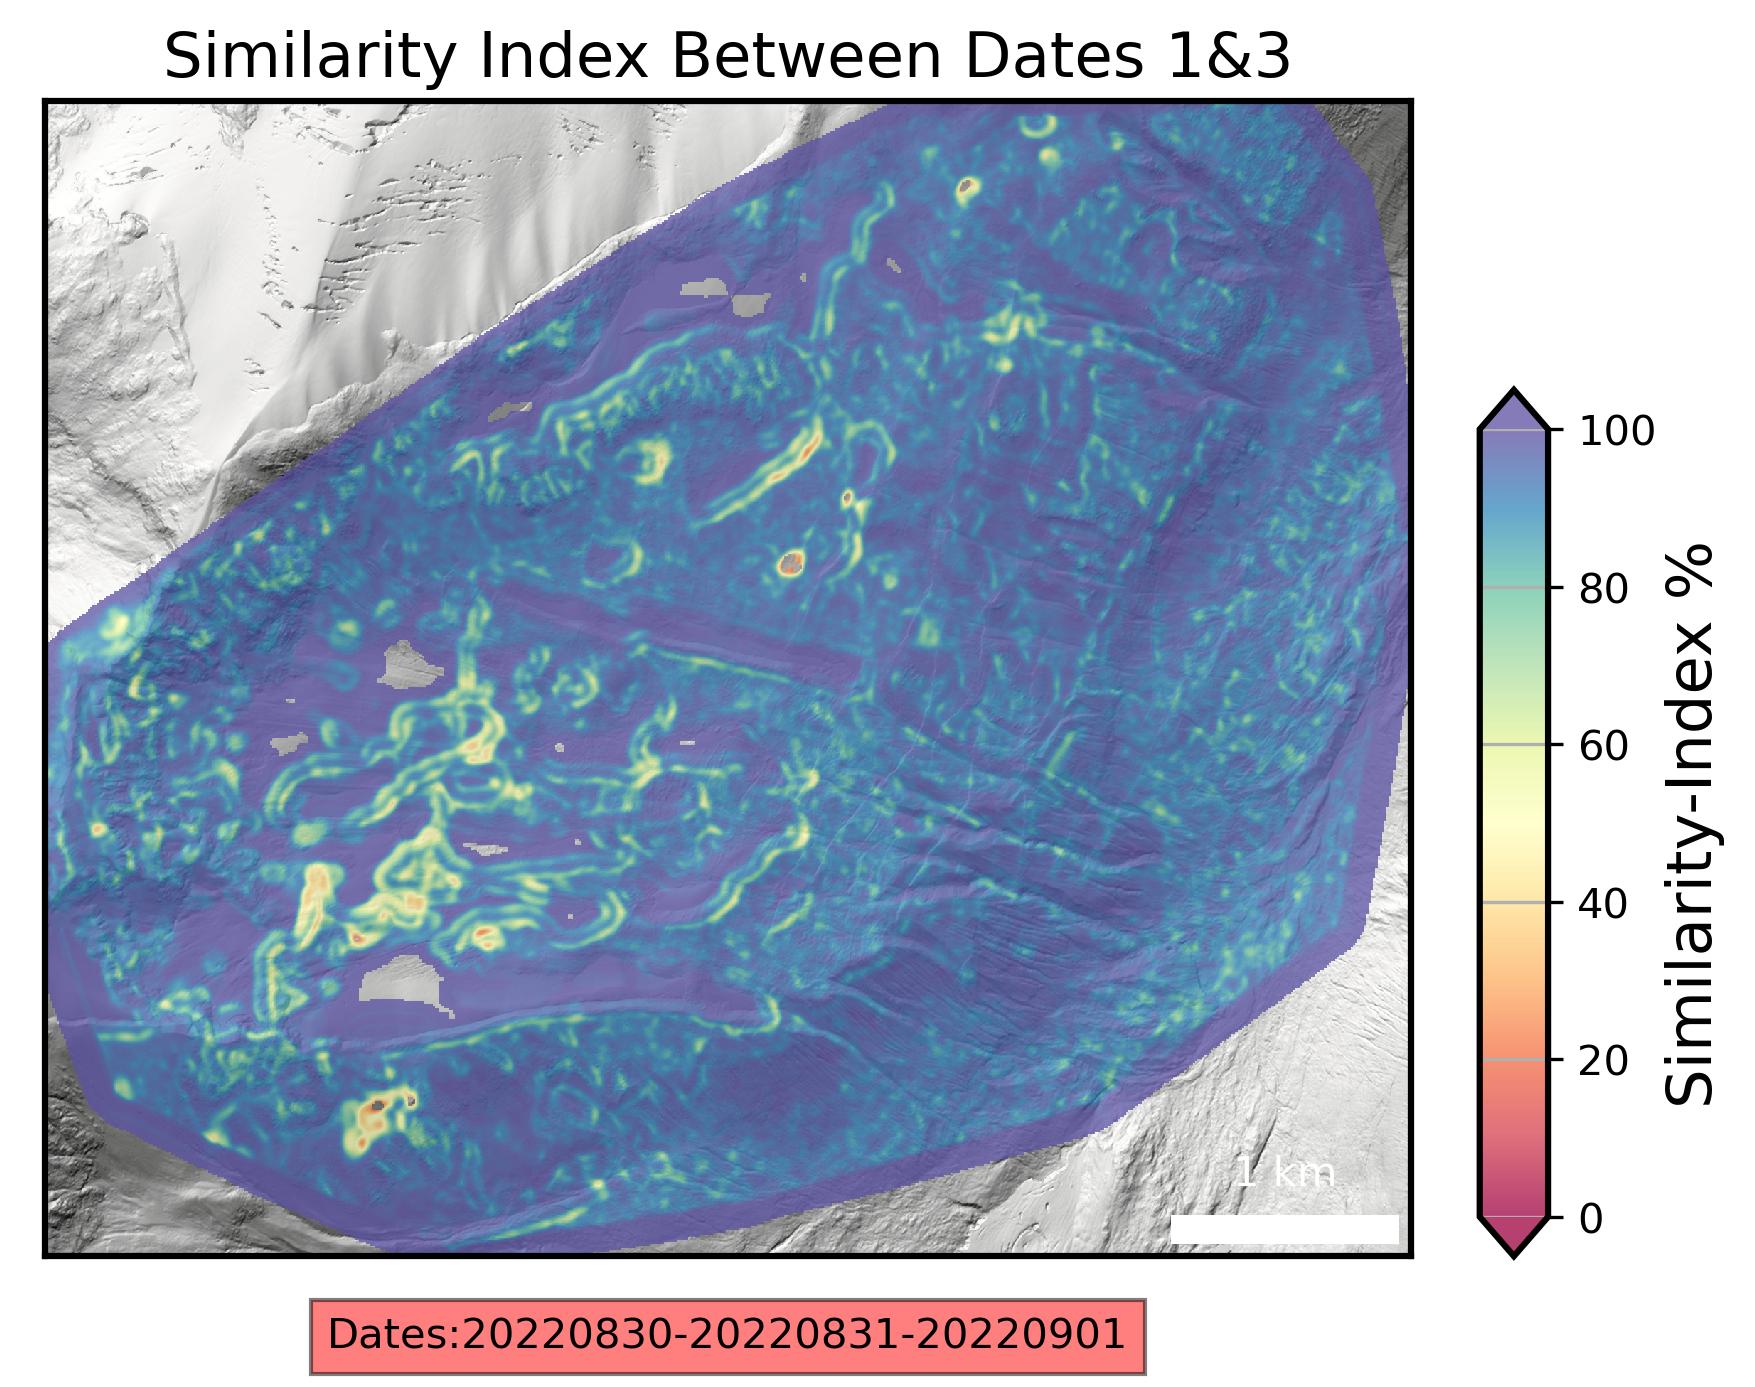 Similarity Index Between Dates 1&3
100
80
60
40
20
0
Similarity-Index %
1 km
Dates:20220830-20220831-20220901